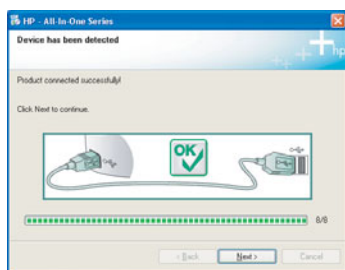 HP - All-In-One Series
Device has been detected
hp
Product connected successfully!
Click Next to continue.
OK
8/8
< Back
Next >
Cancel